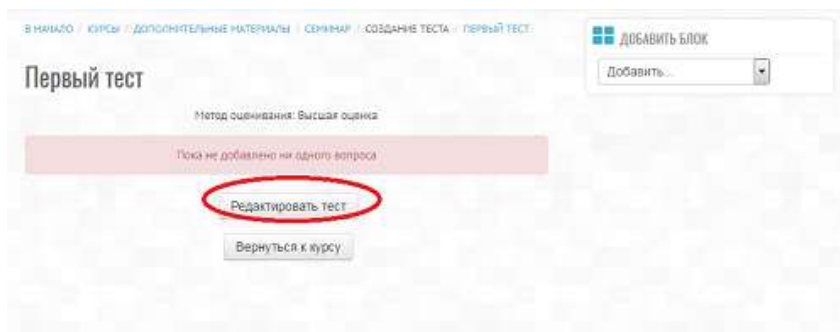 В НАЧАЛО / КУРСЫ / ДОПОЛНИТЕЛЬНЫЕ МАТЕРИАЛЫ / СЕМИНАР / СОЗДАНИЕ ТЕСТА / ПЕРВЫЙ ТЕСТ
Первый тест
Метод оценивания: Высшая оценка
Пока не добавлено ни одного вопроса
Редактировать тест
Вернуться к курсу
ДОБАВИТЬ БЛОК
Добавить...